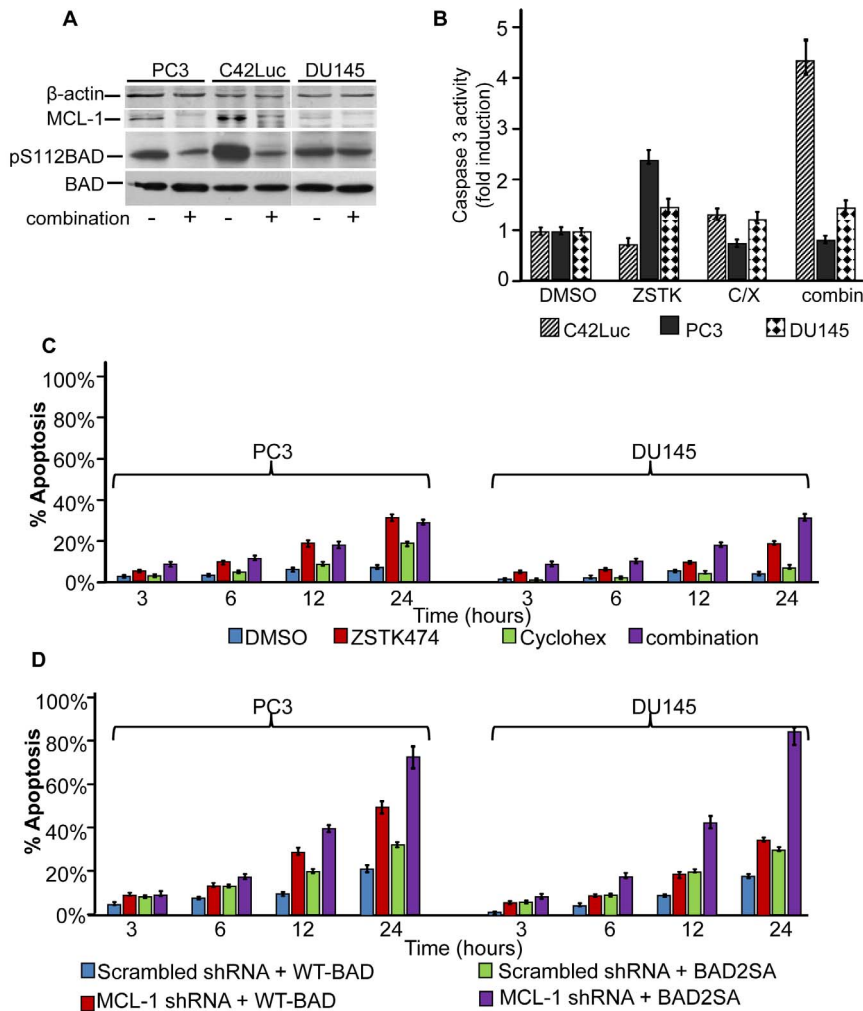 A
PC3 C42Luc DU145
β-actin
MCL-1
pS112BAD
BAD
combination - + - + - +
B
Caspase 3 activity
(fold induction)
5
4
3
2
1
0
DMSO ZSTK C/X combin
C42Luc PC3 DU145
C
% Apoptosis
100%
80%
60%
40%
20%
0%
PC3 DU145
3 6 12 24 3 6 12 24
Time (hours)
DMSO ZSTK474 Cyclohex combination
D
% Apoptosis
100%
80%
60%
40%
20%
0%
PC3 DU145
3 6 12 24 3 6 12 24
Time (hours)
Scrambled shRNA + WT-BAD Scrambled shRNA + BAD2SA
MCL-1 shRNA + WT-BAD MCL-1 shRNA + BAD2SA